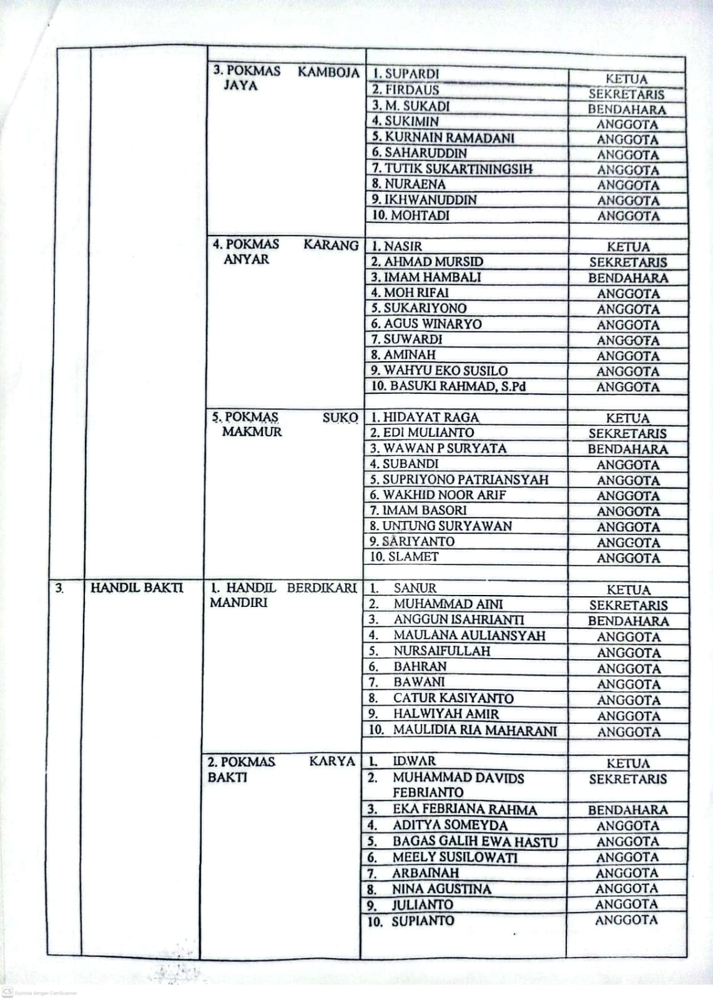 3. POKMAS KAMBOJA
JAYA
1. SUPARDI KETUA
2. FIRDAUS SEKRETARIS
3. M. SUKADI BENDAHARA
4. SUKIMIN ANGGOTA
5. KURNAIN RAMADANI ANGGOTA
6. SAHARUDDIN ANGGOTA
7. TUTIK SUKARTININGSIH ANGGOTA
8. NURAENA ANGGOTA
9. IKHWANUDDIN ANGGOTA
10. MOHTADI ANGGOTA
4. POKMAS KARANG
ANYAR
1. NASIR KETUA
2. AHMAD MURSID SEKRETARIS
3. IMAM HAMBALI BENDAHARA
4. MOH RIFAI ANGGOTA
5. SUKARIYONO ANGGOTA
6. AGUS WINARYO ANGGOTA
7. SUWARDI ANGGOTA
8. AMINAH ANGGOTA
9. WAHYU EKO SUSILO ANGGOTA
10. BASUKI RAHMAD, S.Pd ANGGOTA
5. POKMAS SUKO
MAKMUR
1. HIDAYAT RAGA KETUA
2. EDI MULIANTO SEKRETARIS
3. WAWAN P SURYATA BENDAHARA
4. SUBANDI ANGGOTA
5. SUPRIYONO PATRIANSYAH ANGGOTA
6. WAKHID NOOR ARIF ANGGOTA
7. IMAM BASORI ANGGOTA
8. UNTUNG SURYAWAN ANGGOTA
9. SARIYANTO ANGGOTA
10. SLAMET ANGGOTA
3. HANDIL BAKTI
1. HANDIL BERDIKARI
MANDIRI
1. SANUR KETUA
2. MUHAMMAD AINI SEKRETARIS
3. ANGGUN ISAHRIANTI BENDAHARA
4. MAULANA AULIANSYAH ANGGOTA
5. NURSAIFULLAH ANGGOTA
6. BAHRAN ANGGOTA
7. BAWANI ANGGOTA
8. CATUR KASIYANTO ANGGOTA
9. HALWIYAH AMIR ANGGOTA
10. MAULIDIA RIA MAHARANI ANGGOTA
2. POKMAS KARYA
BAKTI
1. IDWAR KETUA
2. MUHAMMAD DAVIDS SEKRETARIS
FEBRIANTO
3. EKA FEBRIANA RAHMA BENDAHARA
4. ADITYA SOMEYDA ANGGOTA
5. BAGAS GALIH EWA HASTU ANGGOTA
6. MEELY SUSILOWATI ANGGOTA
7. ARBAINAH ANGGOTA
8. NINA AGUSTINA ANGGOTA
9. JULIANTO ANGGOTA
10. SUPIANTO ANGGOTA
CS Dipindai dengan CamScanner